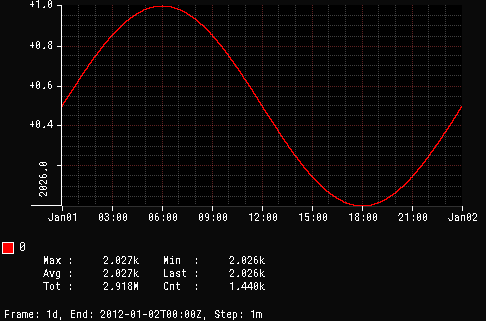 +1.0
+0.8
+0.6
+0.4
2026.0
Jan01 03:00 06:00 09:00 12:00 15:00 18:00 21:00 Jan02
0
Max : 2.027k Min : 2.026k
Avg : 2.027k Last : 2.026k
Tot : 2.918M Cnt : 1.440k
Frame: 1d, End: 2012-01-02T00:00Z, Step: 1m